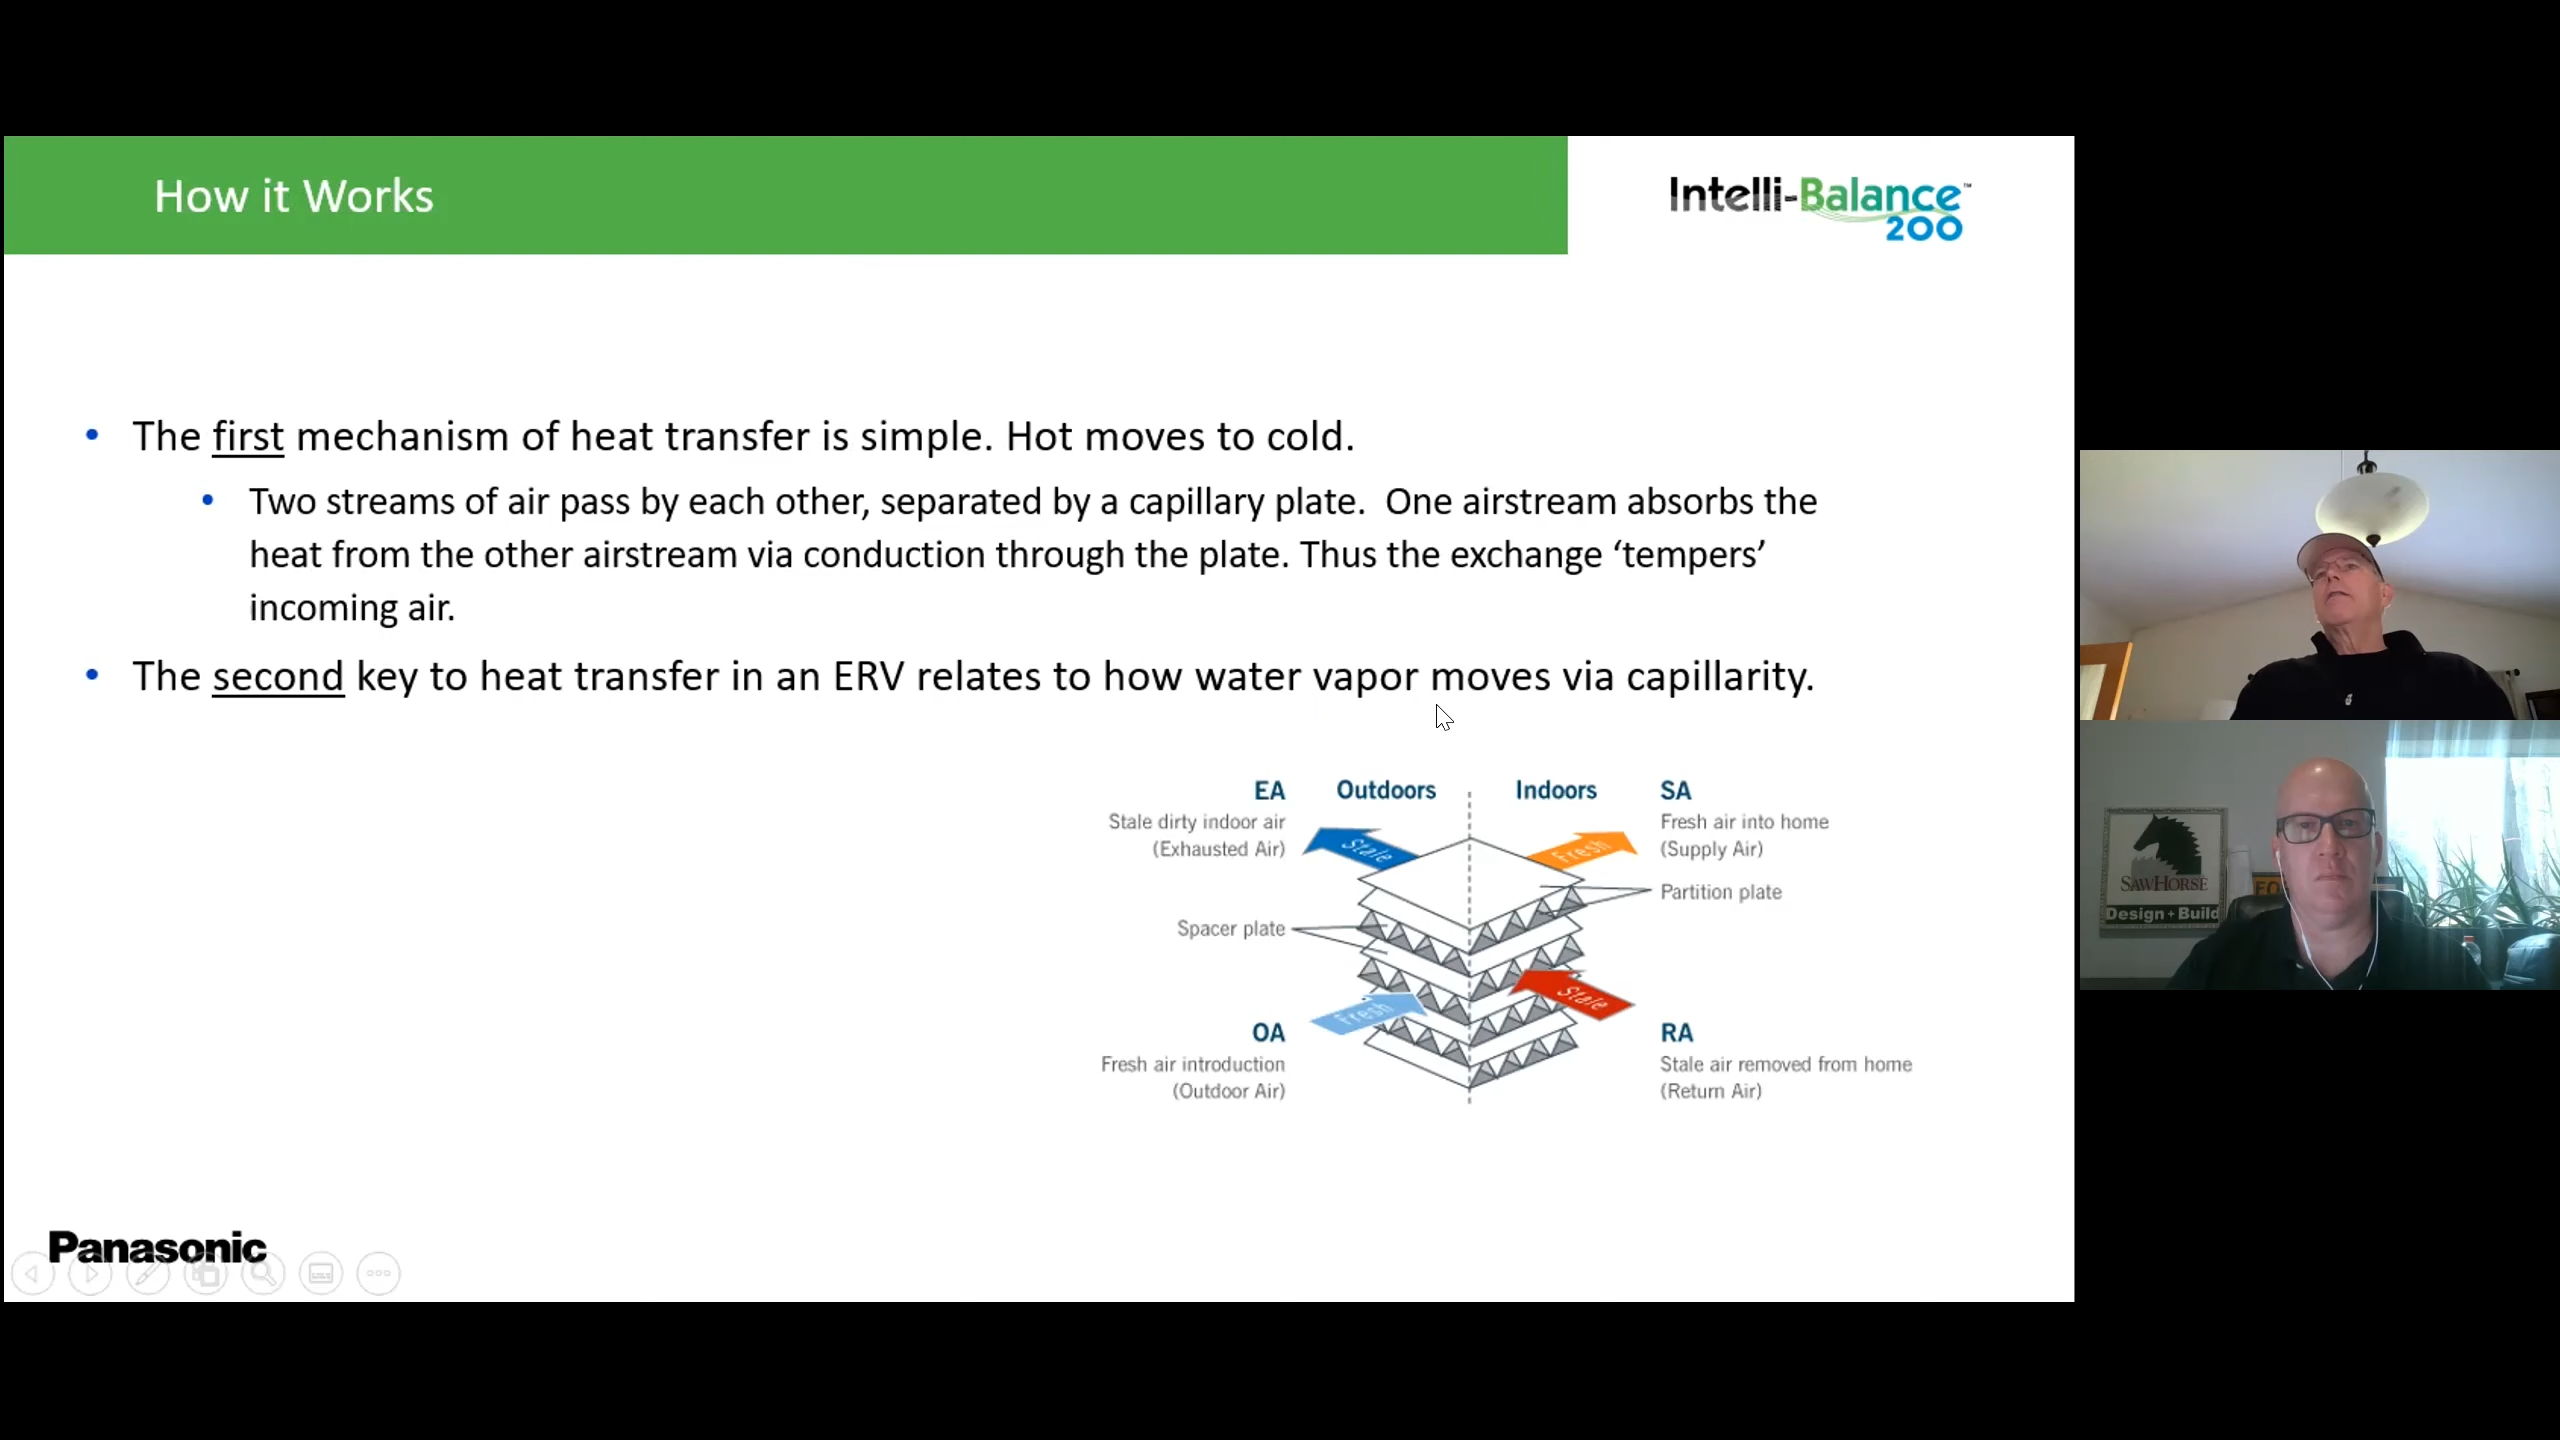 How it Works
Intelli-Balance™
200
• The first mechanism of heat transfer is simple. Hot moves to cold.
• Two streams of air pass by each other, separated by a capillary plate. One airstream absorbs the
heat from the other airstream via conduction through the plate. Thus the exchange ‘tempers’
incoming air.
• The second key to heat transfer in an ERV relates to how water vapor moves via capillarity.
EA Outdoors Indoors SA
Stale dirty indoor air
(Exhausted Air)
Stale
Fresh
Fresh air into home
(Supply Air)
Partition plate
Spacer plate
Fresh
Stale
OA
Fresh air introduction
(Outdoor Air)
RA
Stale air removed from home
(Return Air)
Panasonic
SAWHORSE
Design + Build